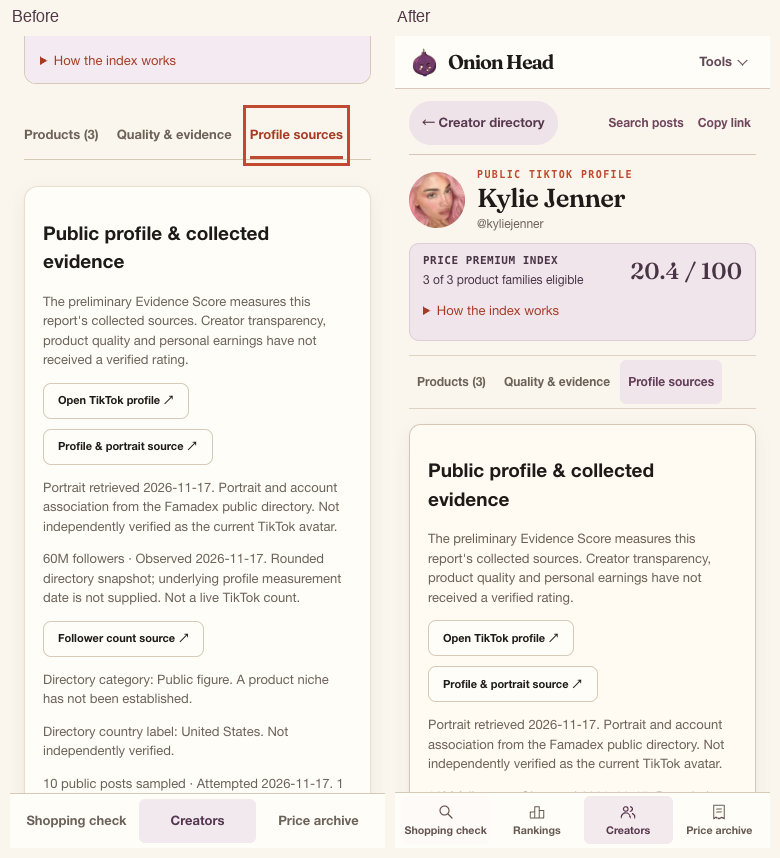 Before
How the index works
Products (3) Quality & evidence Profile sources
Public profile & collected
evidence
The preliminary Evidence Score measures this
report's collected sources. Creator transparency,
product quality and personal earnings have not
received a verified rating.
Open TikTok profile ↗
Profile & portrait source ↗
Portrait retrieved 2026-11-17. Portrait and account
association from the Famadex public directory. Not
independently verified as the current TikTok avatar.
60M followers · Observed 2026-11-17. Rounded
directory snapshot; underlying profile measurement
date is not supplied. Not a live TikTok count.
Follower count source ↗
Directory category: Public figure. A product niche
has not been established.
Directory country label: United States. Not
independently verified.
10 public posts sampled · Attempted 2026-11-17. 1
Shopping check Creators Price archive
After
Onion Head Tools
← Creator directory Search posts Copy link
PUBLIC TIKTOK PROFILE
Kylie Jenner
@kyliejenner
PRICE PREMIUM INDEX
3 of 3 product families eligible
20.4 / 100
How the index works
Products (3) Quality & evidence Profile sources
Public profile & collected
evidence
The preliminary Evidence Score measures this
report's collected sources. Creator transparency,
product quality and personal earnings have not
received a verified rating.
Open TikTok profile ↗
Profile & portrait source ↗
Portrait retrieved 2026-11-17. Portrait and account
association from the Famadex public directory. Not
independently verified as the current TikTok avatar.
Shopping check Rankings Creators Price archive